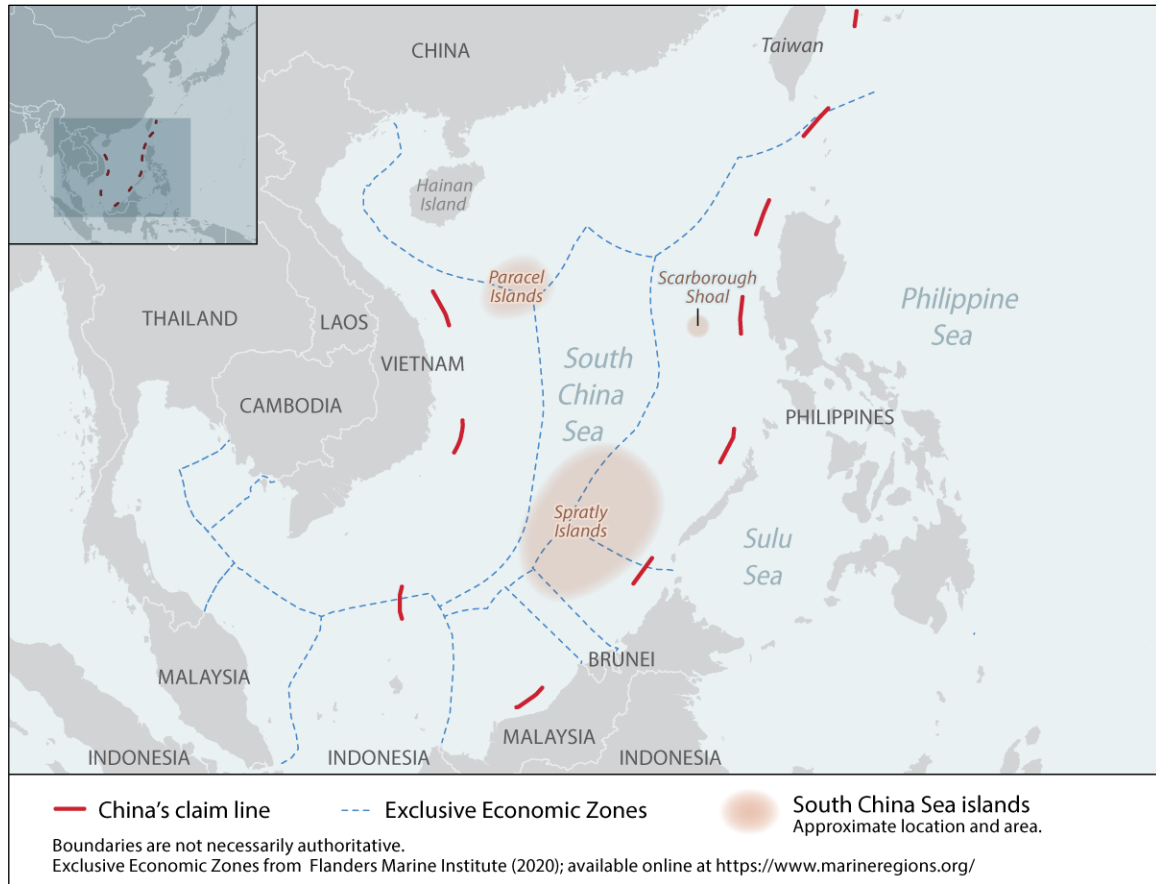 CHINA
Taiwan
Hainan
Island
Paracel
Islands
Scarborough
Shoal
Philippine
Sea
THAILAND
LAOS
VIETNAM
South
China
Sea
CAMBODIA
PHILIPPINES
Spratly
Islands
Sulu
Sea
BRUNEI
MALAYSIA
MALAYSIA
INDONESIA
INDONESIA
INDONESIA
China's claim line
Exclusive Economic Zones
South China Sea islands
Approximate location and area.
Boundaries are not necessarily authoritative.
Exclusive Economic Zones from Flanders Marine Institute (2020); available online at https://www.marineregions.org/